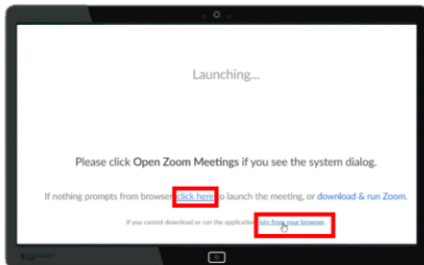 Launching...
Please click Open Zoom Meetings if you see the system dialog.
If nothing prompts from browser, click here to launch the meeting, or download & run Zoom.
If you cannot download or run the application, join from your browser.